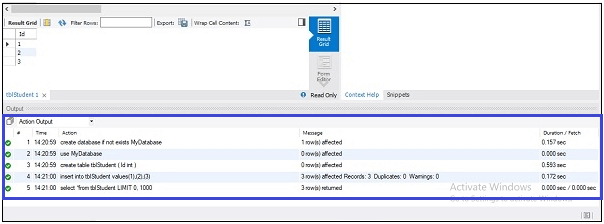 Result Grid Filter Rows: Export: Wrap Cell Content:
Id
1
2
3
Result Grid
Form Editor
tblStudent 1 Read Only Context Help Snippets
Output
Action Output
# Time Action Message Duration / Fetch
1 14:20:59 create database if not exists MyDatabase 1 row(s) affected 0.157 sec
2 14:20:59 use MyDatabase 0 row(s) affected 0.000 sec
3 14:20:59 create table tblStudent ( Id int ) 0 row(s) affected 0.593 sec
4 14:21:00 insert into tblStudent values(1),(2),(3) 3 row(s) affected Records: 3 Duplicates: 0 Warnings: 0 0.172 sec
5 14:21:00 select *from tblStudent LIMIT 0, 1000 3 row(s) returned 0.000 sec / 0.000 sec
Activate Windows